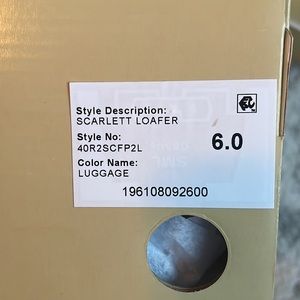 Style Description:
SCARLETT LOAFER
Style No:
40R2SCFP2L
6.0
Color Name:
LUGGAGE
196108092600